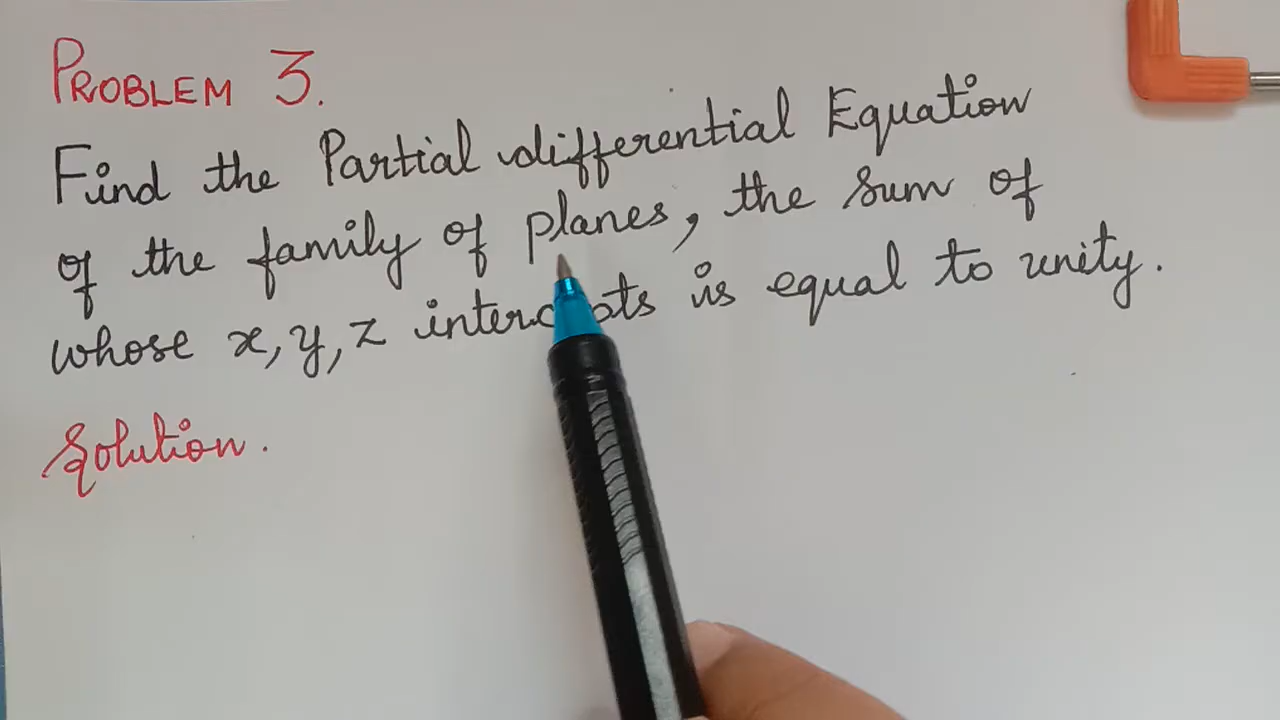 PROBLEM 3.
Find the Partial differential Equation
of the family of planes, the sum of
whose x, y, z intercepts is equal to unity.
Solution.